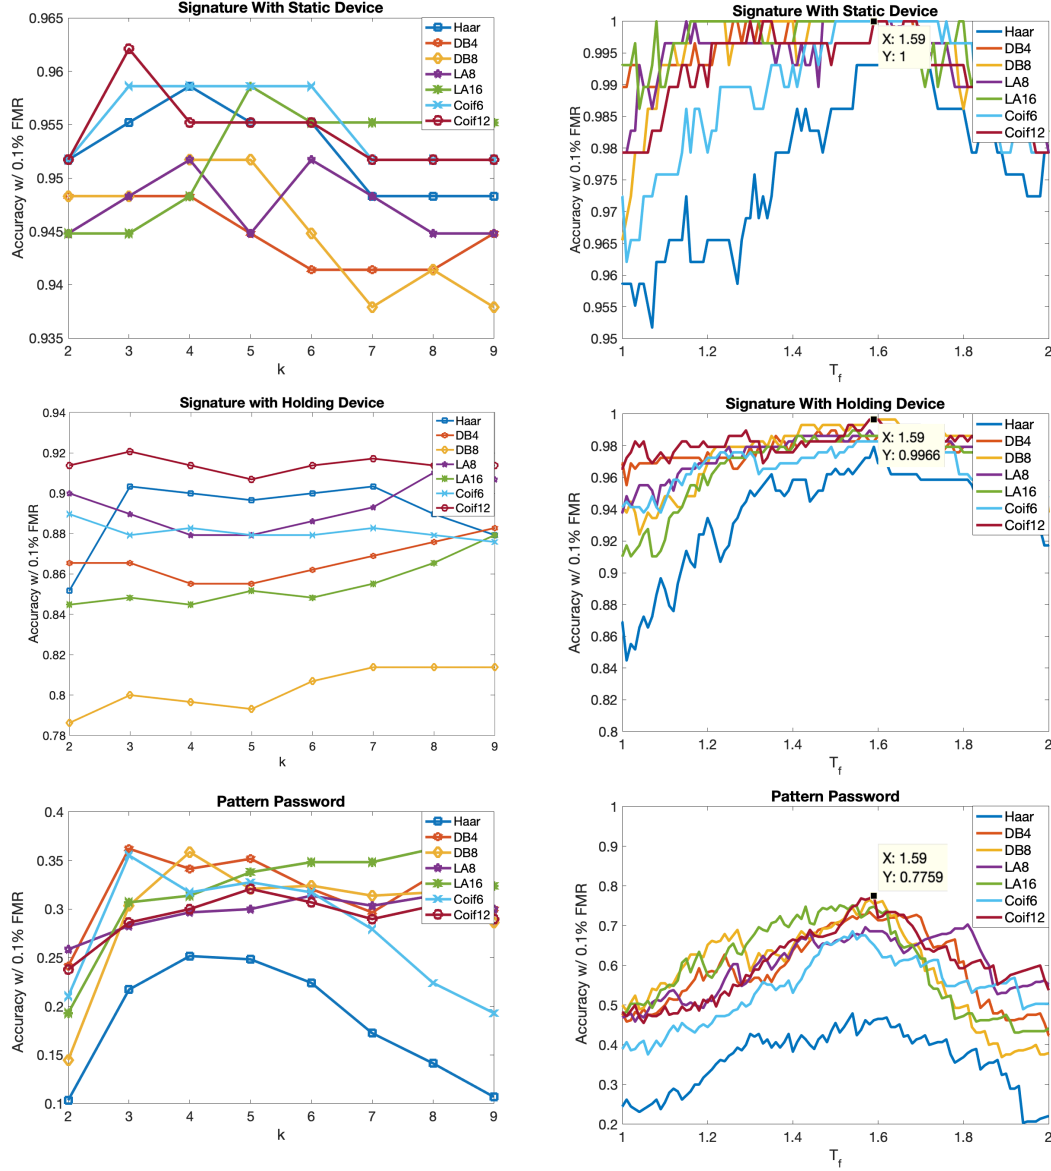 Signature With Static Device
0.965
0.96
0.955
0.95
0.945
0.94
0.935
Accuracy w/ 0.1% FMR
2 3 4 5 6 7 8 9
k
Haar
DB4
DB8
LA8
LA16
Coif6
Coif12
Signature With Static Device
1
0.995
0.99
0.985
0.98
0.975
0.97
0.965
0.96
0.955
0.95
Accuracy w/ 0.1% FMR
1 1.2 1.4 1.6 1.8 2
T_f
X: 1.59
Y: 1
Haar
DB4
DB8
LA8
LA16
Coif6
Coif12
Signature with Holding Device
0.94
0.92
0.9
0.88
0.86
0.84
0.82
0.8
0.78
Accuracy w/ 0.1% FMR
2 3 4 5 6 7 8 9
k
Haar
DB4
DB8
LA8
LA16
Coif6
Coif12
Signature With Holding Device
1
0.98
0.96
0.94
0.92
0.9
0.88
0.86
0.84
0.82
0.8
Accuracy w/ 0.1% FMR
1 1.2 1.4 1.6 1.8 2
T_f
X: 1.59
Y: 0.9966
Haar
DB4
DB8
LA8
LA16
Coif6
Coif12
Pattern Password
0.4
0.35
0.3
0.25
0.2
0.15
0.1
Accuracy w/ 0.1% FMR
2 3 4 5 6 7 8 9
k
Haar
DB4
DB8
LA8
LA16
Coif6
Coif12
Pattern Password
1
0.9
0.8
0.7
0.6
0.5
0.4
0.3
0.2
Accuracy w/ 0.1% FMR
1 1.2 1.4 1.6 1.8 2
T_f
X: 1.59
Y: 0.7759
Haar
DB4
DB8
LA8
LA16
Coif6
Coif12